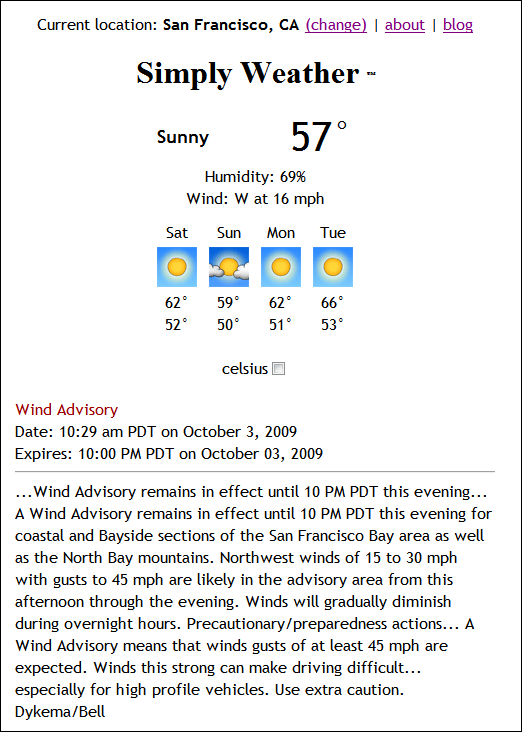 Current location: San Francisco, CA (change) | about | blog
Simply Weather ™
Sunny 57°
Humidity: 69%
Wind: W at 16 mph
Sat Sun Mon Tue
62° 59° 62° 66°
52° 50° 51° 53°
celsius
Wind Advisory
Date: 10:29 am PDT on October 3, 2009
Expires: 10:00 PM PDT on October 03, 2009
...Wind Advisory remains in effect until 10 PM PDT this evening...
A Wind Advisory remains in effect until 10 PM PDT this evening for
coastal and Bayside sections of the San Francisco Bay area as well
as the North Bay mountains. Northwest winds of 15 to 30 mph
with gusts to 45 mph are likely in the advisory area from this
afternoon through the evening. Winds will gradually diminish
during overnight hours. Precautionary/preparedness actions... A
Wind Advisory means that winds gusts of at least 45 mph are
expected. Winds this strong can make driving difficult...
especially for high profile vehicles. Use extra caution.
Dykema/Bell